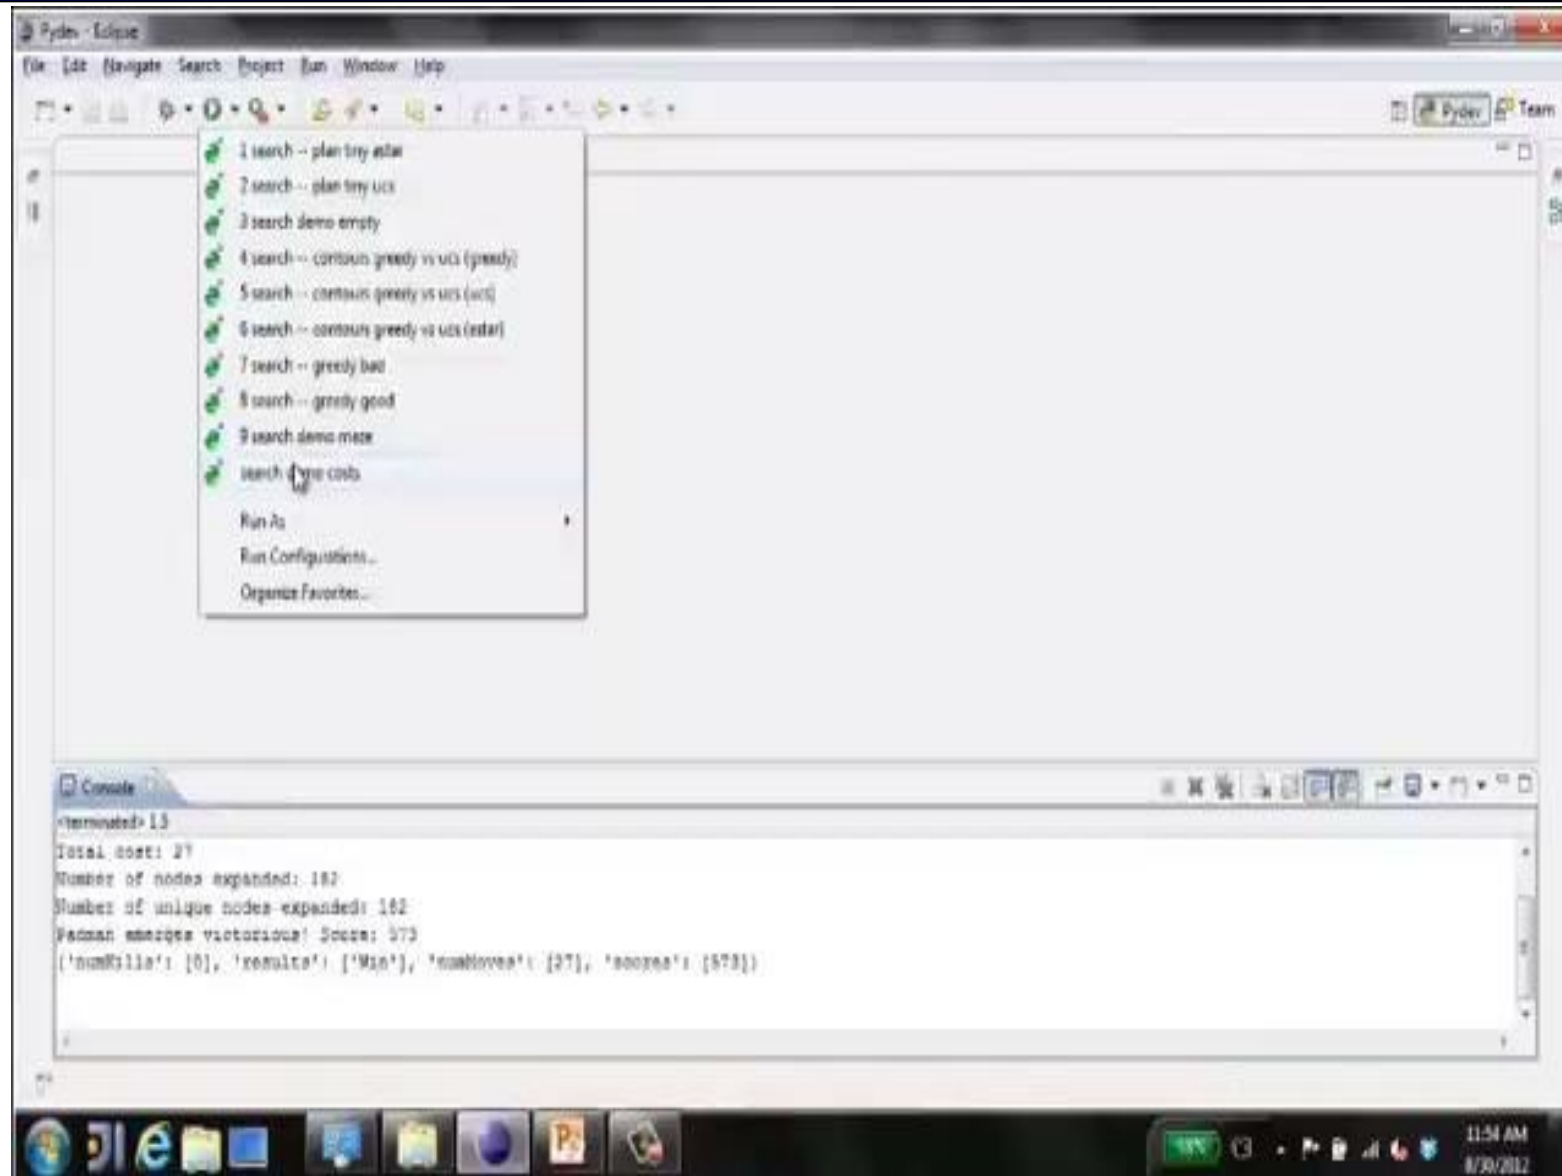 Pydev - Eclipse
File Edit Navigate Search Project Run Window Help
Pydev Team
1 search -- plan tiny astar
2 search -- plan tiny ucs
3 search demo empty
4 search -- contours greedy vs ucs (greedy)
5 search -- contours greedy vs ucs (ucs)
6 search -- contours greedy vs ucs (astar)
7 search -- greedy bad
8 search -- greedy good
9 search demo maze
search costs
Run As
Run Configurations...
Organize Favorites...
Console
<terminated> 1.3
Total cost: 27
Number of nodes expanded: 182
Number of unique nodes expanded: 182
Pacman emerges victorious! Score: 573
('numKills': [0], 'results': ['Win'], 'numMoves': [27], 'scores': [573])
11:54 AM
8/30/2012